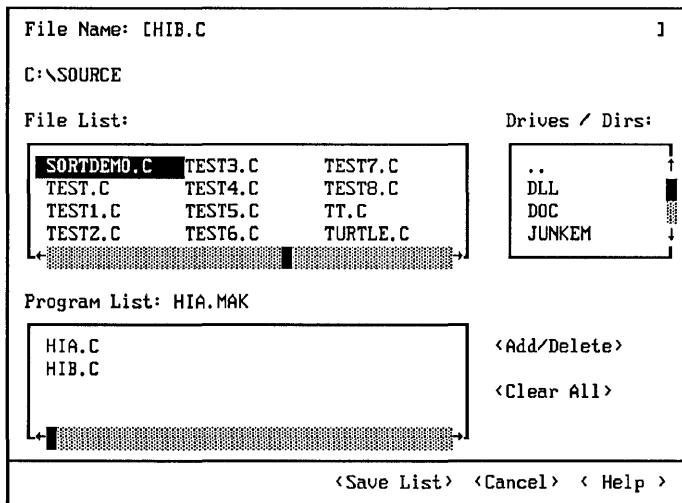 File Name: [HIB.C ]
C:\SOURCE
File List: Drives / Dirs:
SORTDEMO.C TEST3.C TEST7.C ..
TEST.C TEST4.C TEST8.C DLL
TEST1.C TEST5.C TT.C DOC
TEST2.C TEST6.C TURTLE.C JUNKEM
Program List: HIA.MAK
HIA.C <Add/Delete>
HIB.C
<Clear All>
<Save List> <Cancel> < Help >